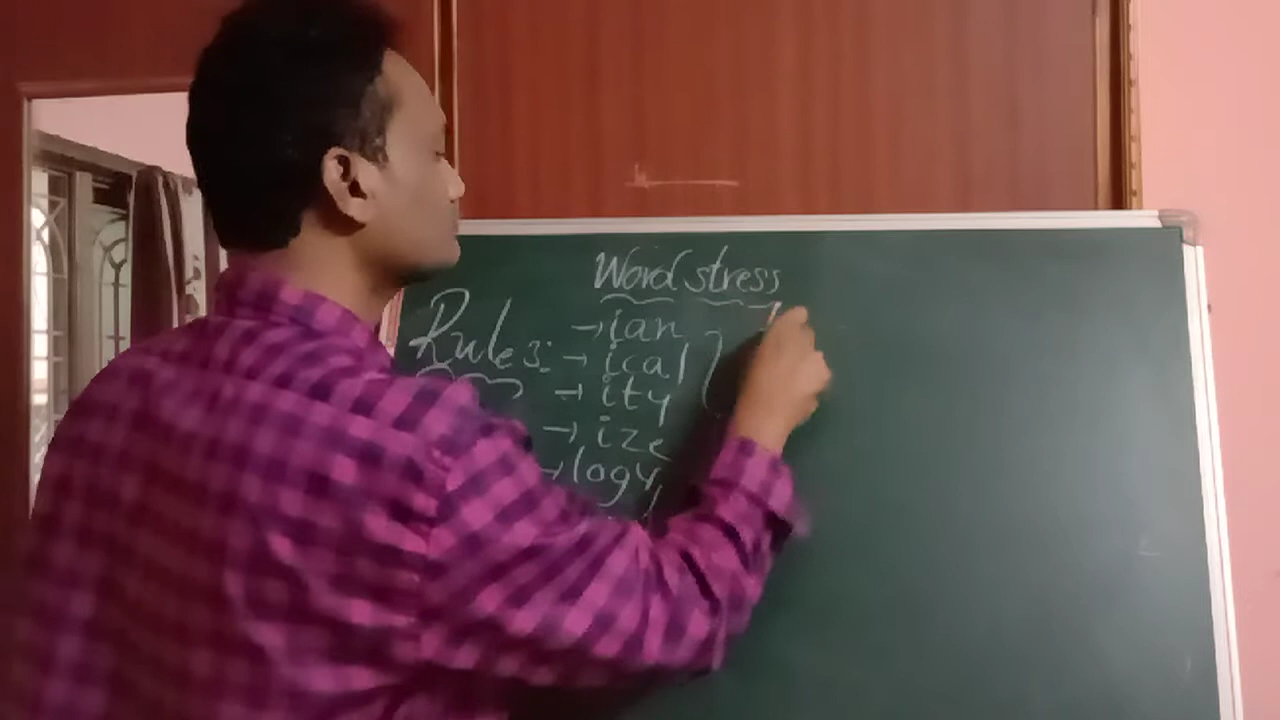 Word stress
Rules: → ian
→ ical
→ ity
→ ize
→ logy